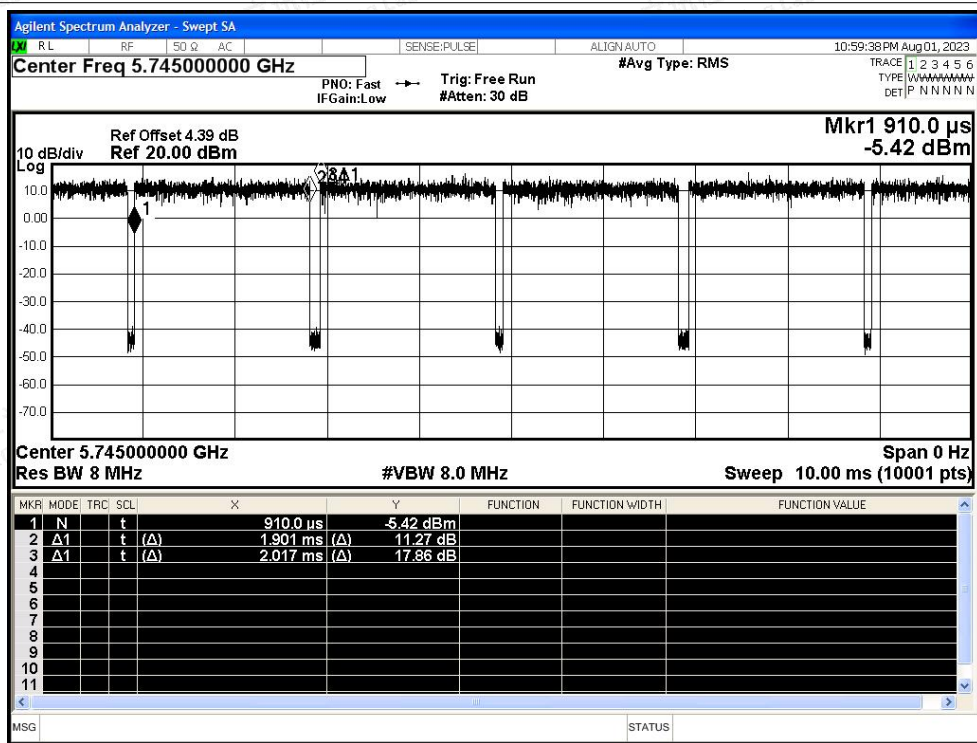 Agilent Spectrum Analyzer - Swept SA
LXI RL RF 50 Ω AC SENSE:PULSE ALIGN AUTO 10:59:38 PM Aug 01, 2023
Center Freq 5.745000000 GHz #Avg Type: RMS TRACE 1 2 3 4 5 6
PNO: Fast Trig: Free Run TYPE WWWWWW
IFGain:Low #Atten: 30 dB DET P N N N N N
Mkr1 910.0 µs
Ref Offset 4.39 dB
10 dB/div Ref 20.00 dBm -5.42 dBm
Log
2 3Δ1
10.0
1
0.00
-10.0
-20.0
-30.0
-40.0
-50.0
-60.0
-70.0
Center 5.745000000 GHz Span 0 Hz
Res BW 8 MHz #VBW 8.0 MHz Sweep 10.00 ms (10001 pts)
MKR MODE TRC SCL X Y FUNCTION FUNCTION WIDTH FUNCTION VALUE
1 N t 910.0 µs -5.42 dBm
2 Δ1 t (Δ) 1.901 ms (Δ) 11.27 dB
3 Δ1 t (Δ) 2.017 ms (Δ) 17.86 dB
4
5
6
7
8
9
10
11
MSG STATUS